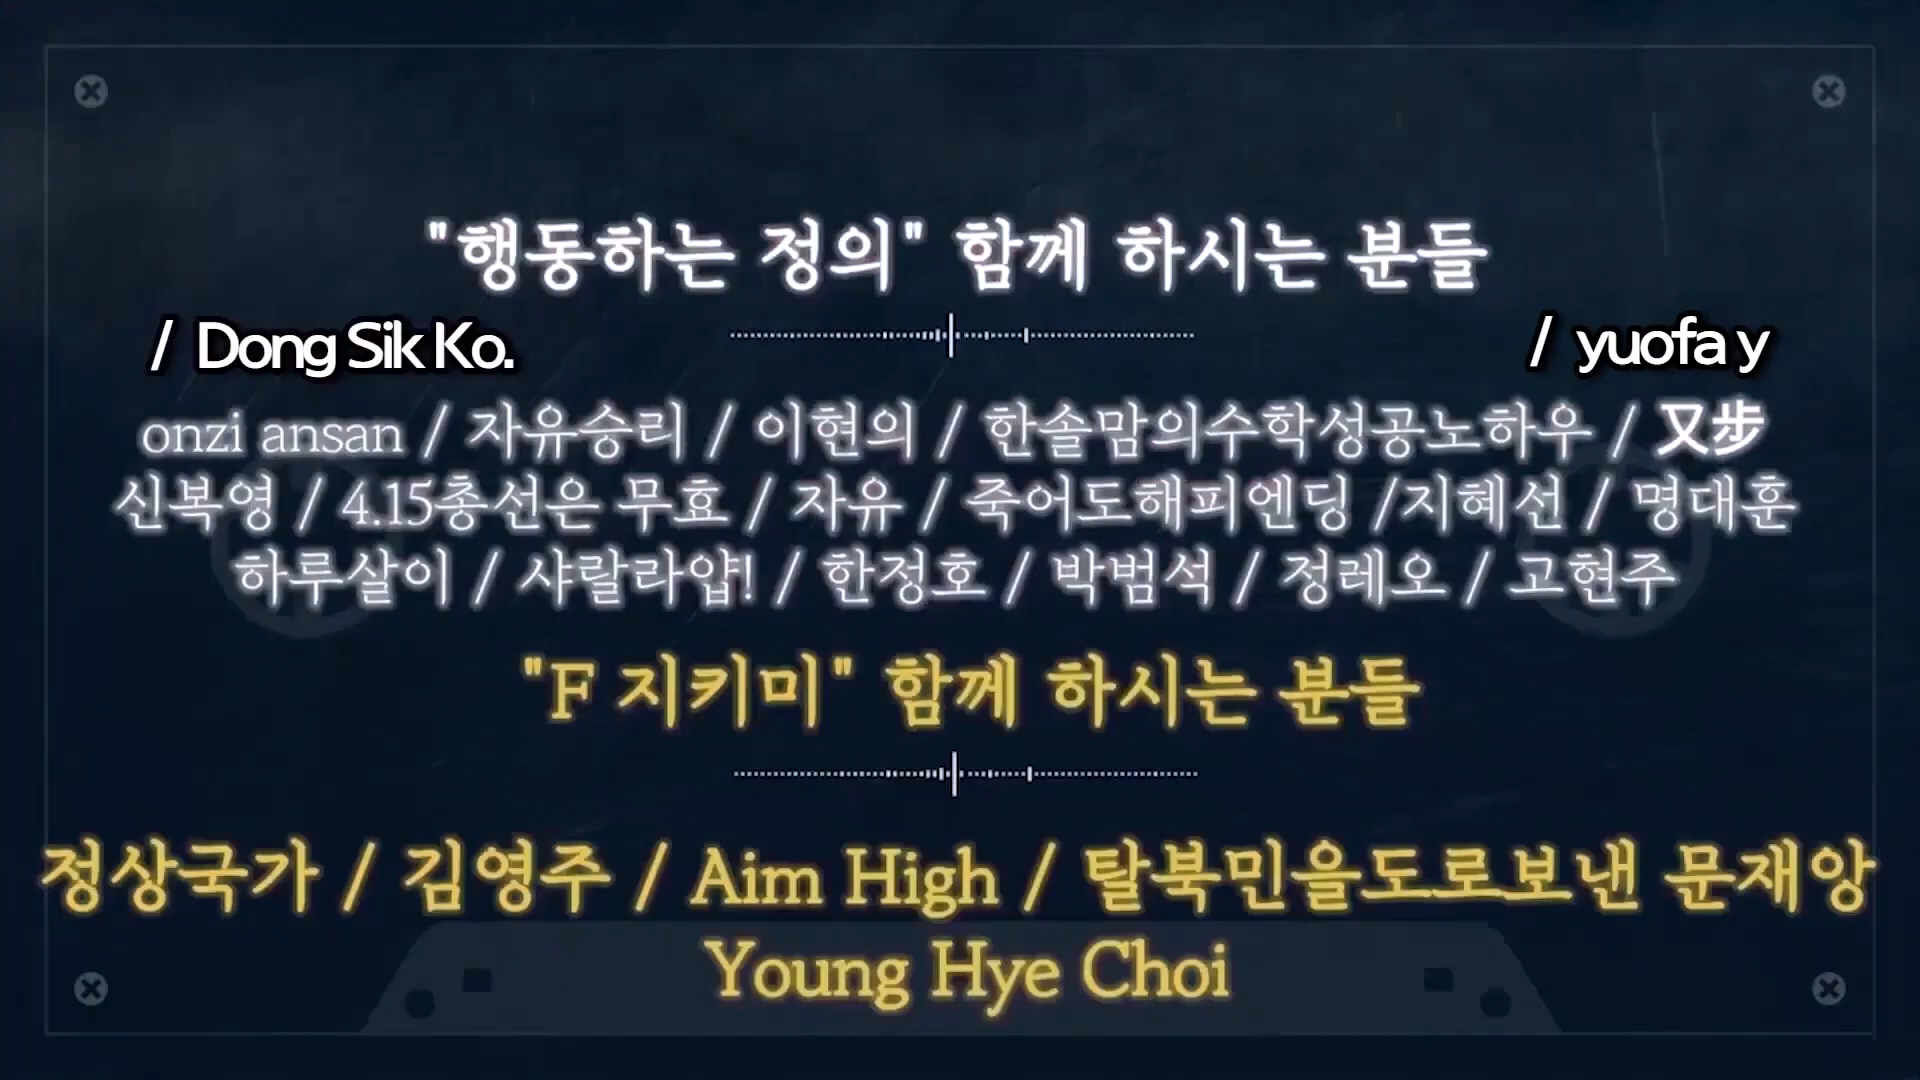 "행동하는 정의" 함께 하시는 분들
/ Dong Sik Ko.
/ yuofa y
onzi ansan / 자유승리 / 이현의 / 한솔맘의수학성공노하우 / 又步
신복영 / 4.15총선은 무효 / 자유 / 죽어도해피엔딩 /지혜선 / 명대훈
하루살이 / 샤랄라얍! / 한정호 / 박범석 / 정레오 / 고현주
"F 지키미" 함께 하시는 분들
정상국가 / 김영주 / Aim High / 탈북민을도로보낸 문재앙
Young Hye Choi